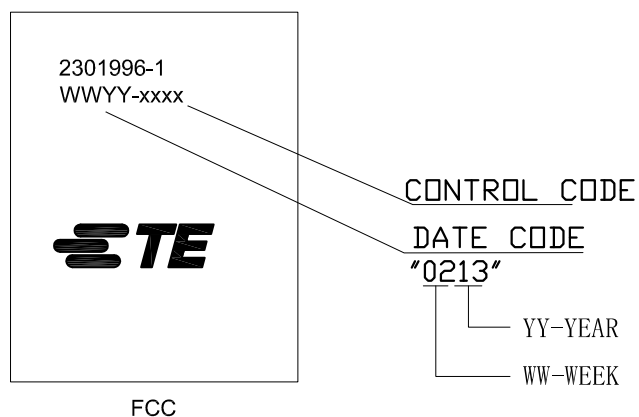 2301996-1
WWYY-xxxx
CONTROL CODE
DATE CODE
"0213"
TE
YY-YEAR
WW-WEEK
FCC